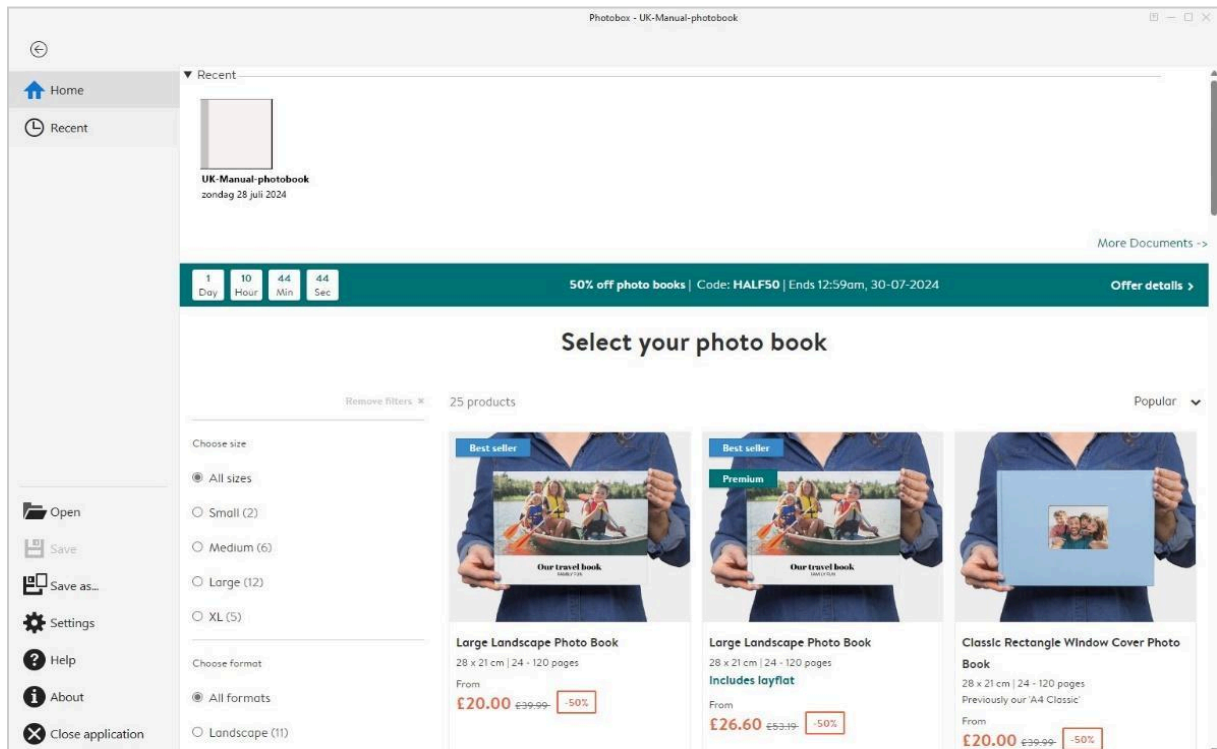 Photobox - UK-Manual-photobook
Home
Recent
Open
Save
Save as...
Settings
Help
About
Close application
Recent
UK-Manual-photobook
zondag 28 juli 2024
More Documents ->
1 Day 10 Hour 44 Min 44 Sec
50% off photo books | Code: HALF50 | Ends 12:59am, 30-07-2024
Offer details >
Select your photo book
Remove filters ×
25 products
Popular
Choose size
All sizes
Small (2)
Medium (6)
Large (12)
XL (5)
Choose format
All formats
Landscape (11)
Best seller
Our travel book
Large Landscape Photo Book
28 x 21 cm | 24 - 120 pages
From
£20.00 £39.99 -50%
Best seller
Premium
Our travel book
Large Landscape Photo Book
28 x 21 cm | 24 - 120 pages
Includes layflat
From
£26.60 £53.19 -50%
Classic Rectangle Window Cover Photo
Book
28 x 21 cm | 24 - 120 pages
Previously our 'A4 Classic'
From
£20.00 £39.99 -50%